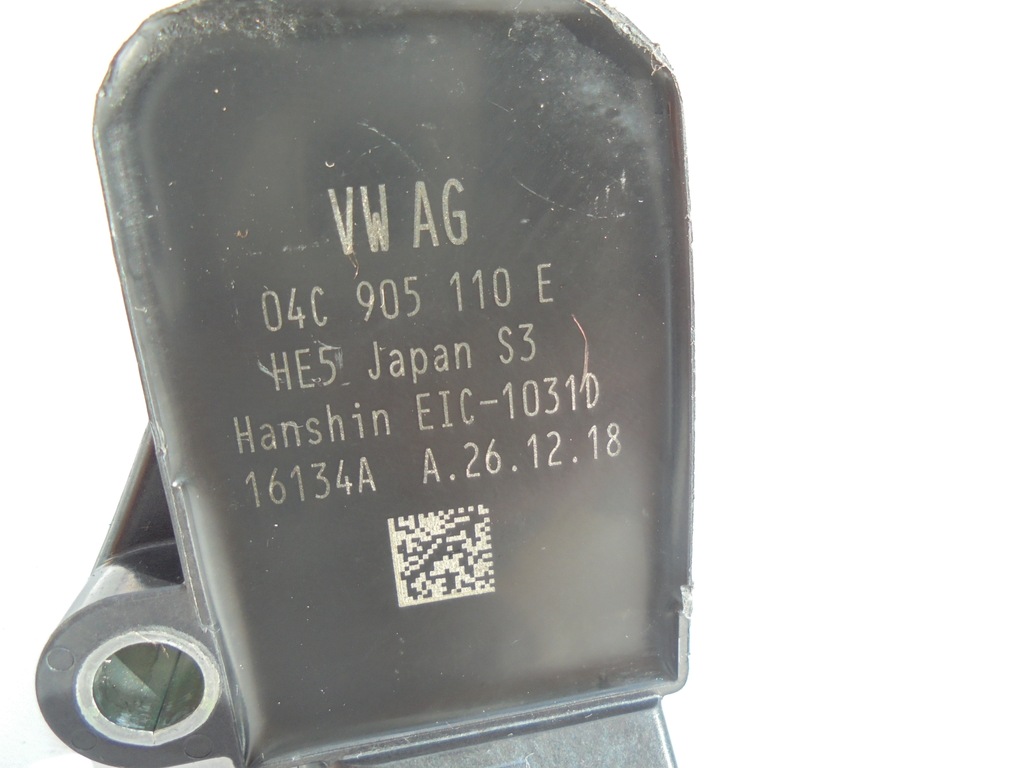 VW AG
04C 905 110 E
HE5 Japan S3
Hanshin EIC-1031D
16134A A.26.12.18